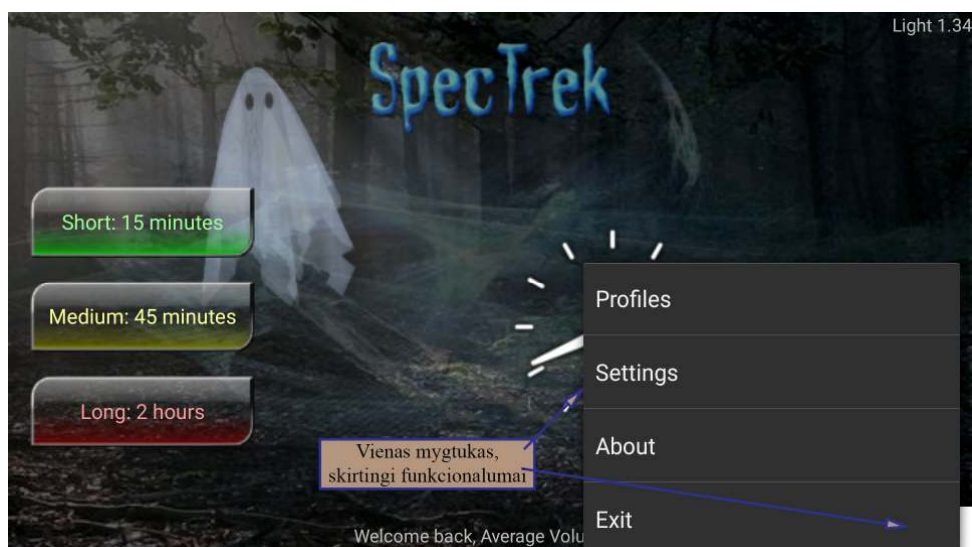 Light 1.34
SpecTrek
Short: 15 minutes
Medium: 45 minutes
Long: 2 hours
Profiles
Settings
About
Exit
Vienas mygtukas,
skirtingi funkcionalumai
Welcome back, Average Volu